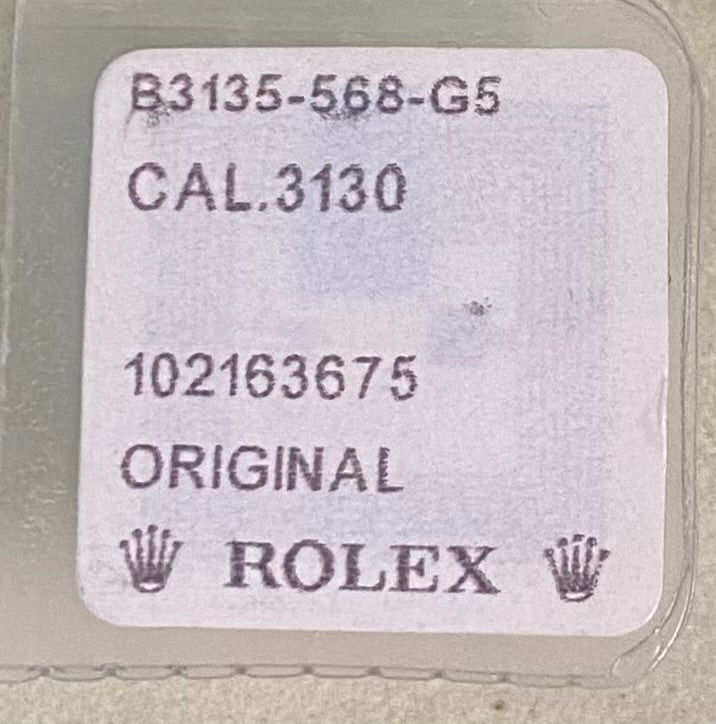 B3135-568-G5
CAL.3130
102163675
ORIGINAL
ROLEX